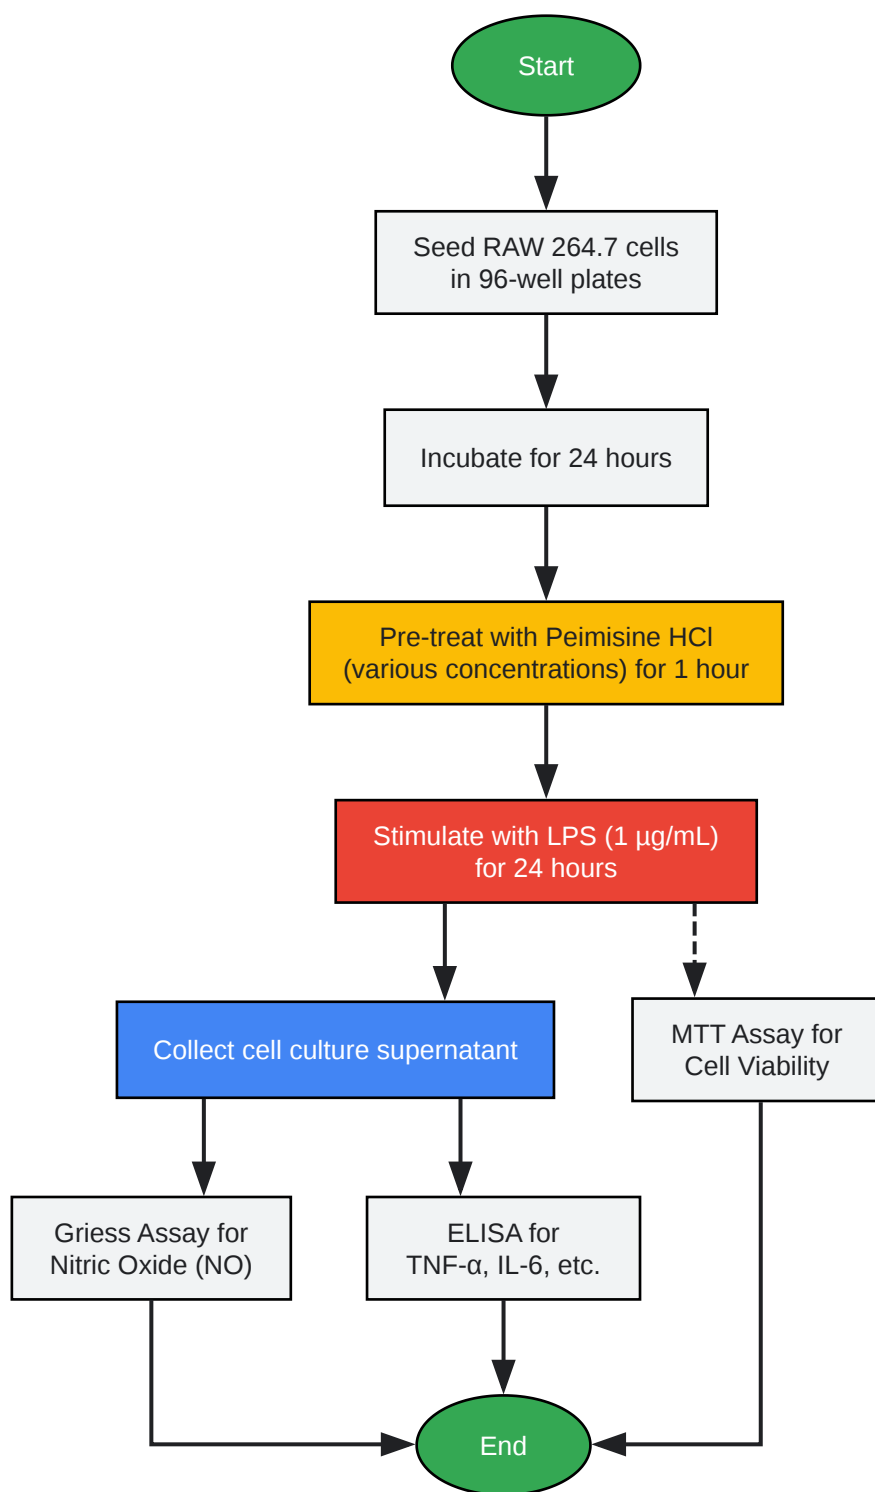 Start
Seed RAW 264.7 cells
in 96-well plates
Incubate for 24 hours
Pre-treat with Peimisine HCl
(various concentrations) for 1 hour
Stimulate with LPS (1 µg/mL)
for 24 hours
Collect cell culture supernatant
MTT Assay for
Cell Viability
Griess Assay for
Nitric Oxide (NO)
ELISA for
TNF-α, IL-6, etc.
End